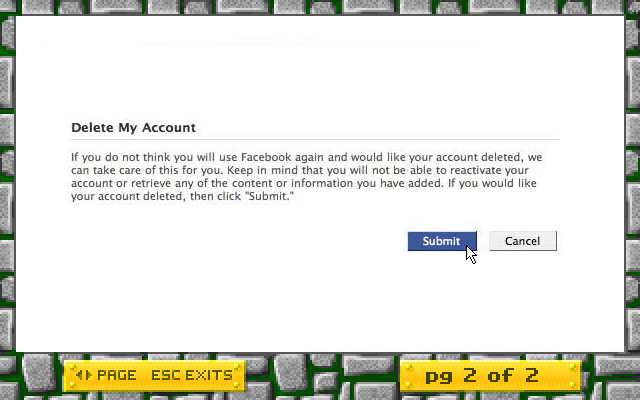 Delete My Account
If you do not think you will use Facebook again and would like your account deleted, we
can take care of this for you. Keep in mind that you will not be able to reactivate your
account or retrieve any of the content or information you have added. If you would like
your account deleted, then click "Submit."
Submit Cancel
PAGE ESC EXITS pg 2 of 2